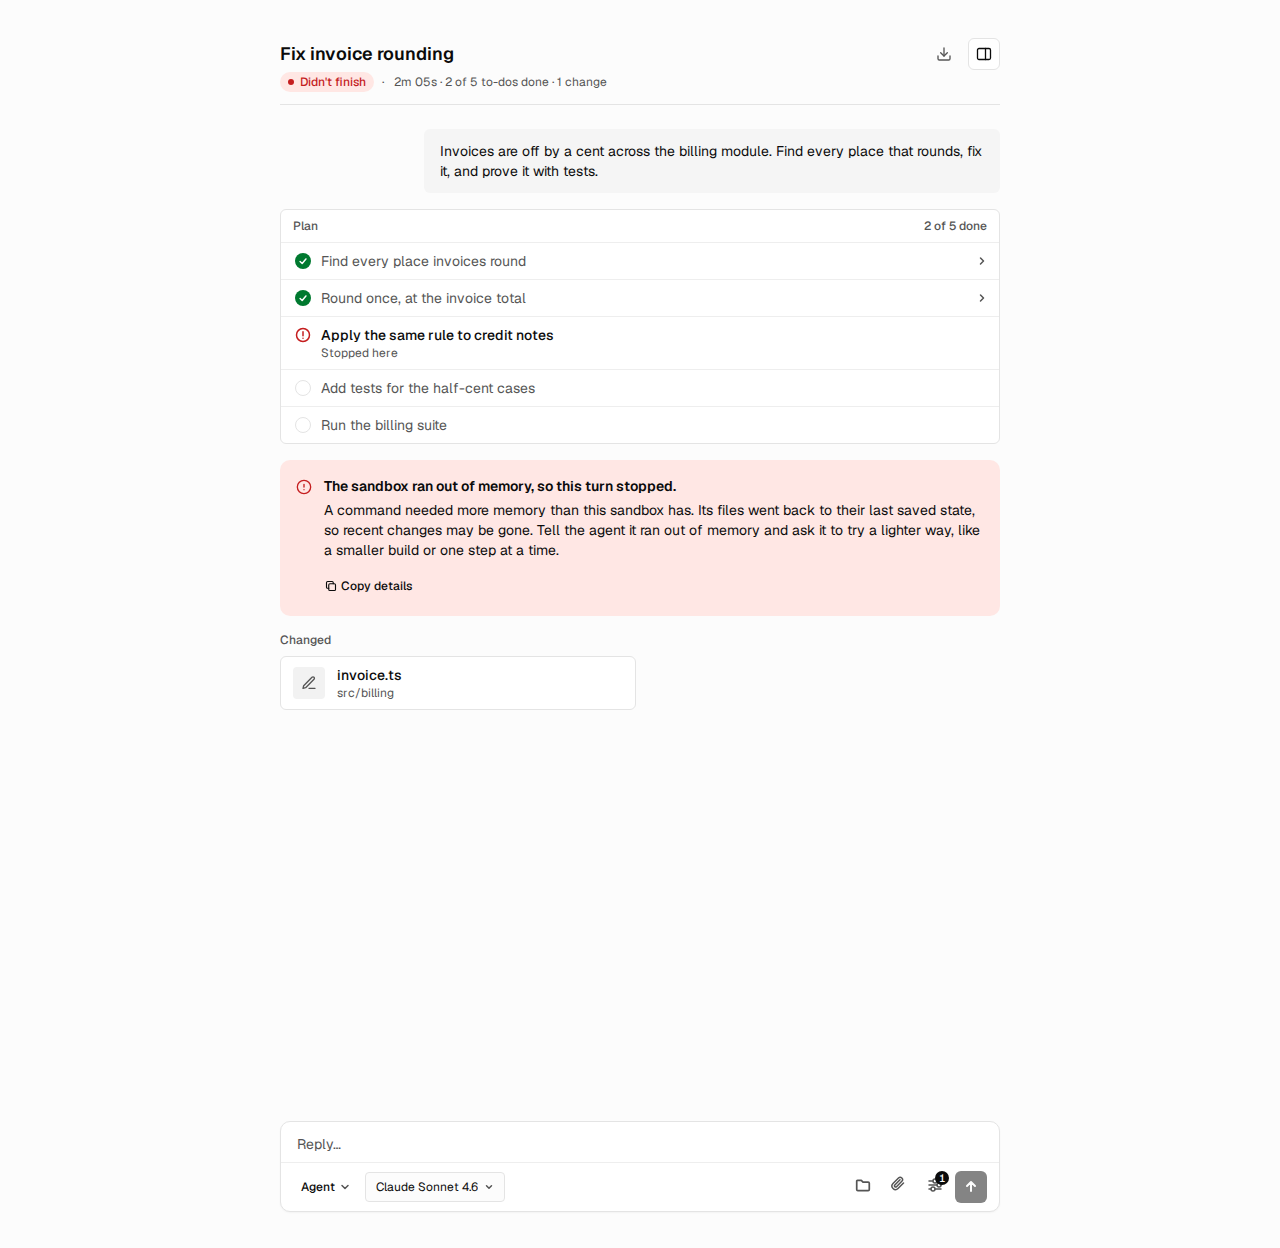 Fix invoice rounding
Didn't finish · 2m 05s · 2 of 5 to-dos done · 1 change
Invoices are off by a cent across the billing module. Find every place that rounds, fix
it, and prove it with tests.
Plan 2 of 5 done
Find every place invoices round
Round once, at the invoice total
Apply the same rule to credit notes
Stopped here
Add tests for the half-cent cases
Run the billing suite
The sandbox ran out of memory, so this turn stopped.
A command needed more memory than this sandbox has. Its files went back to their last saved state,
so recent changes may be gone. Tell the agent it ran out of memory and ask it to try a lighter way, like
a smaller build or one step at a time.
Copy details
Changed
invoice.ts
src/billing
Reply...
Agent Claude Sonnet 4.6 1